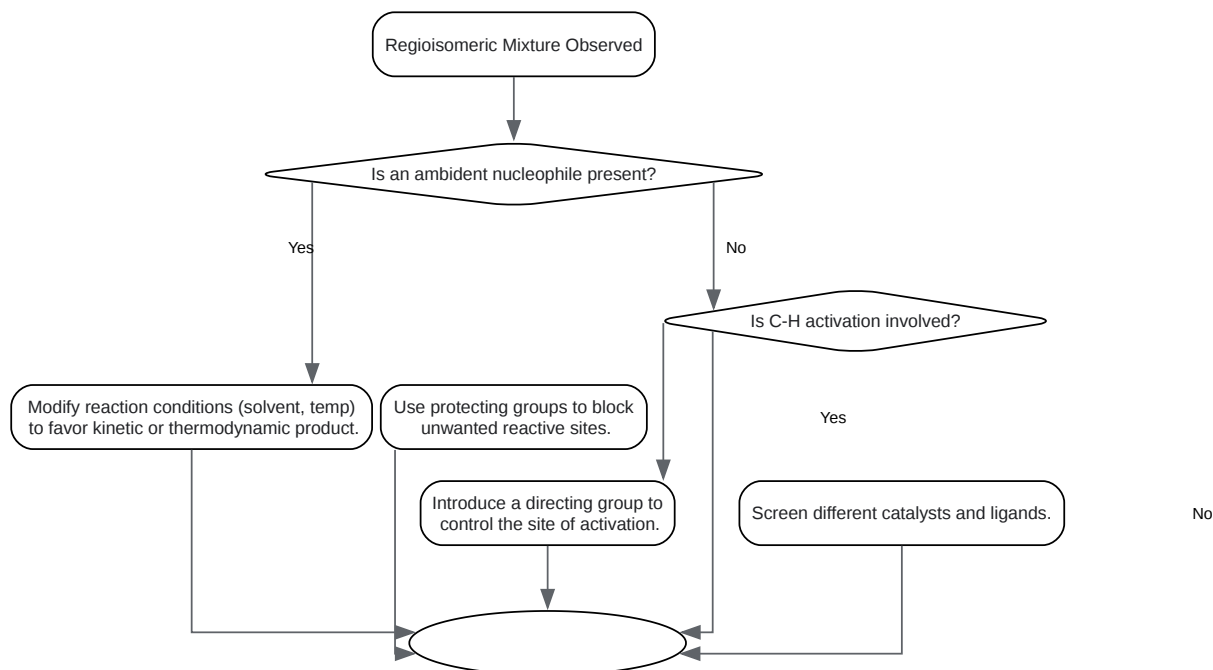 Regioisomeric Mixture Observed
Is an ambident nucleophile present?
Yes
No
Is C-H activation involved?
Modify reaction conditions (solvent, temp)
to favor kinetic or thermodynamic product.
Use protecting groups to block
unwanted reactive sites.
Yes
Introduce a directing group to
control the site of activation.
Screen different catalysts and ligands.
No